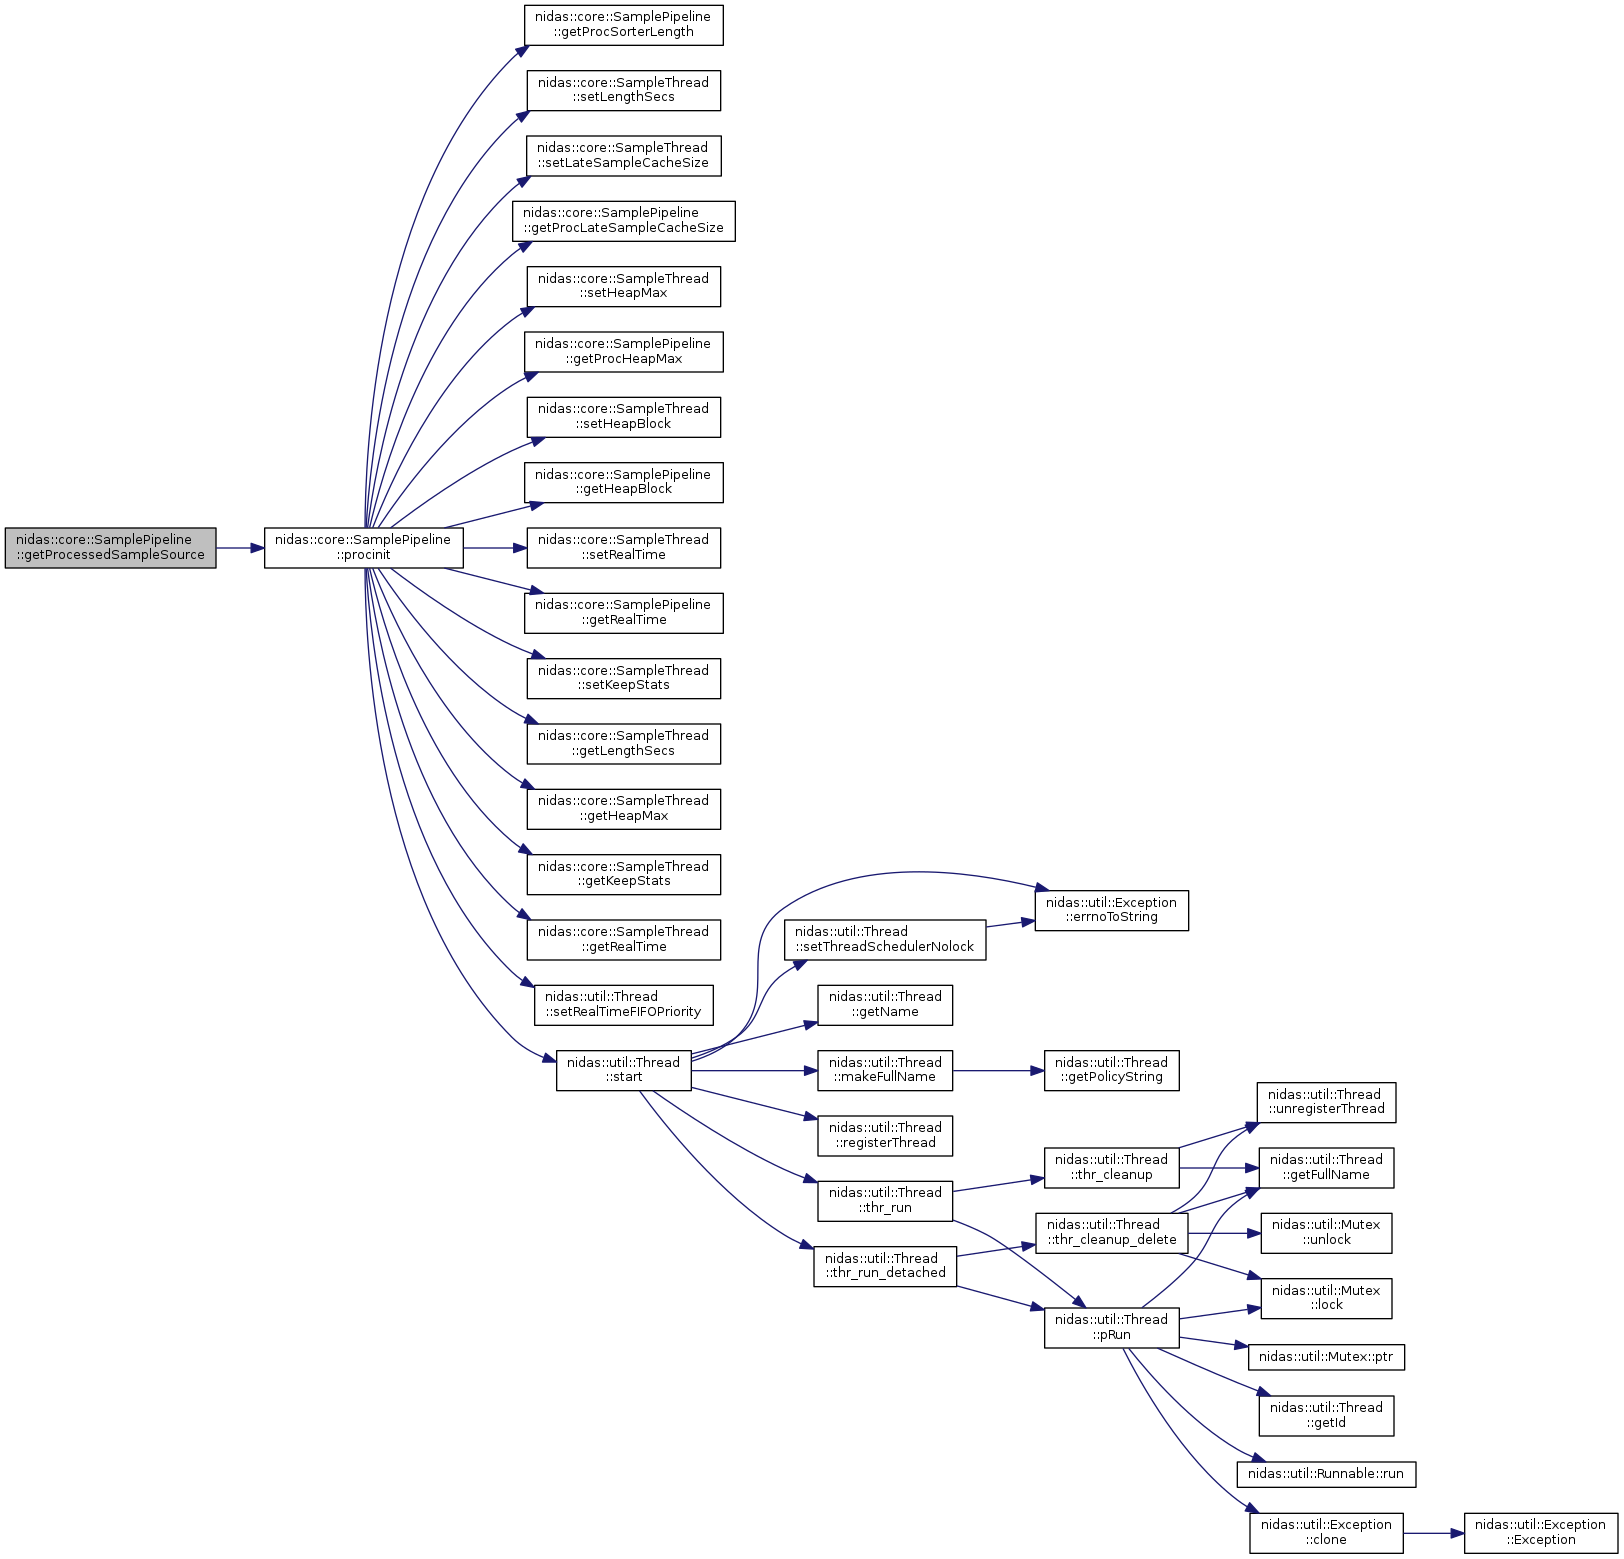 nidas::core::SamplePipeline
::getProcessedSampleSource
nidas::core::SamplePipeline
::procinit
nidas::core::SamplePipeline
::getProcSorterLength
nidas::core::SampleThread
::setLengthSecs
nidas::core::SampleThread
::setLateSampleCacheSize
nidas::core::SamplePipeline
::getProcLateSampleCacheSize
nidas::core::SampleThread
::setHeapMax
nidas::core::SamplePipeline
::getProcHeapMax
nidas::core::SampleThread
::setHeapBlock
nidas::core::SamplePipeline
::getHeapBlock
nidas::core::SampleThread
::setRealTime
nidas::core::SamplePipeline
::getRealTime
nidas::core::SampleThread
::setKeepStats
nidas::core::SampleThread
::getLengthSecs
nidas::core::SampleThread
::getHeapMax
nidas::core::SampleThread
::getKeepStats
nidas::core::SampleThread
::getRealTime
nidas::util::Thread
::setRealTimeFIFOPriority
nidas::util::Thread
::start
nidas::util::Thread
::setThreadSchedulerNolock
nidas::util::Thread
::getName
nidas::util::Thread
::makeFullName
nidas::util::Thread
::registerThread
nidas::util::Thread
::thr_run
nidas::util::Thread
::thr_run_detached
nidas::util::Exception
::errnoToString
nidas::util::Thread
::getPolicyString
nidas::util::Thread
::thr_cleanup
nidas::util::Thread
::thr_cleanup_delete
nidas::util::Thread
::pRun
nidas::util::Thread
::unregisterThread
nidas::util::Thread
::getFullName
nidas::util::Mutex
::unlock
nidas::util::Mutex
::lock
nidas::util::Mutex::ptr
nidas::util::Thread
::getId
nidas::util::Runnable::run
nidas::util::Exception
::clone
nidas::util::Exception
::Exception